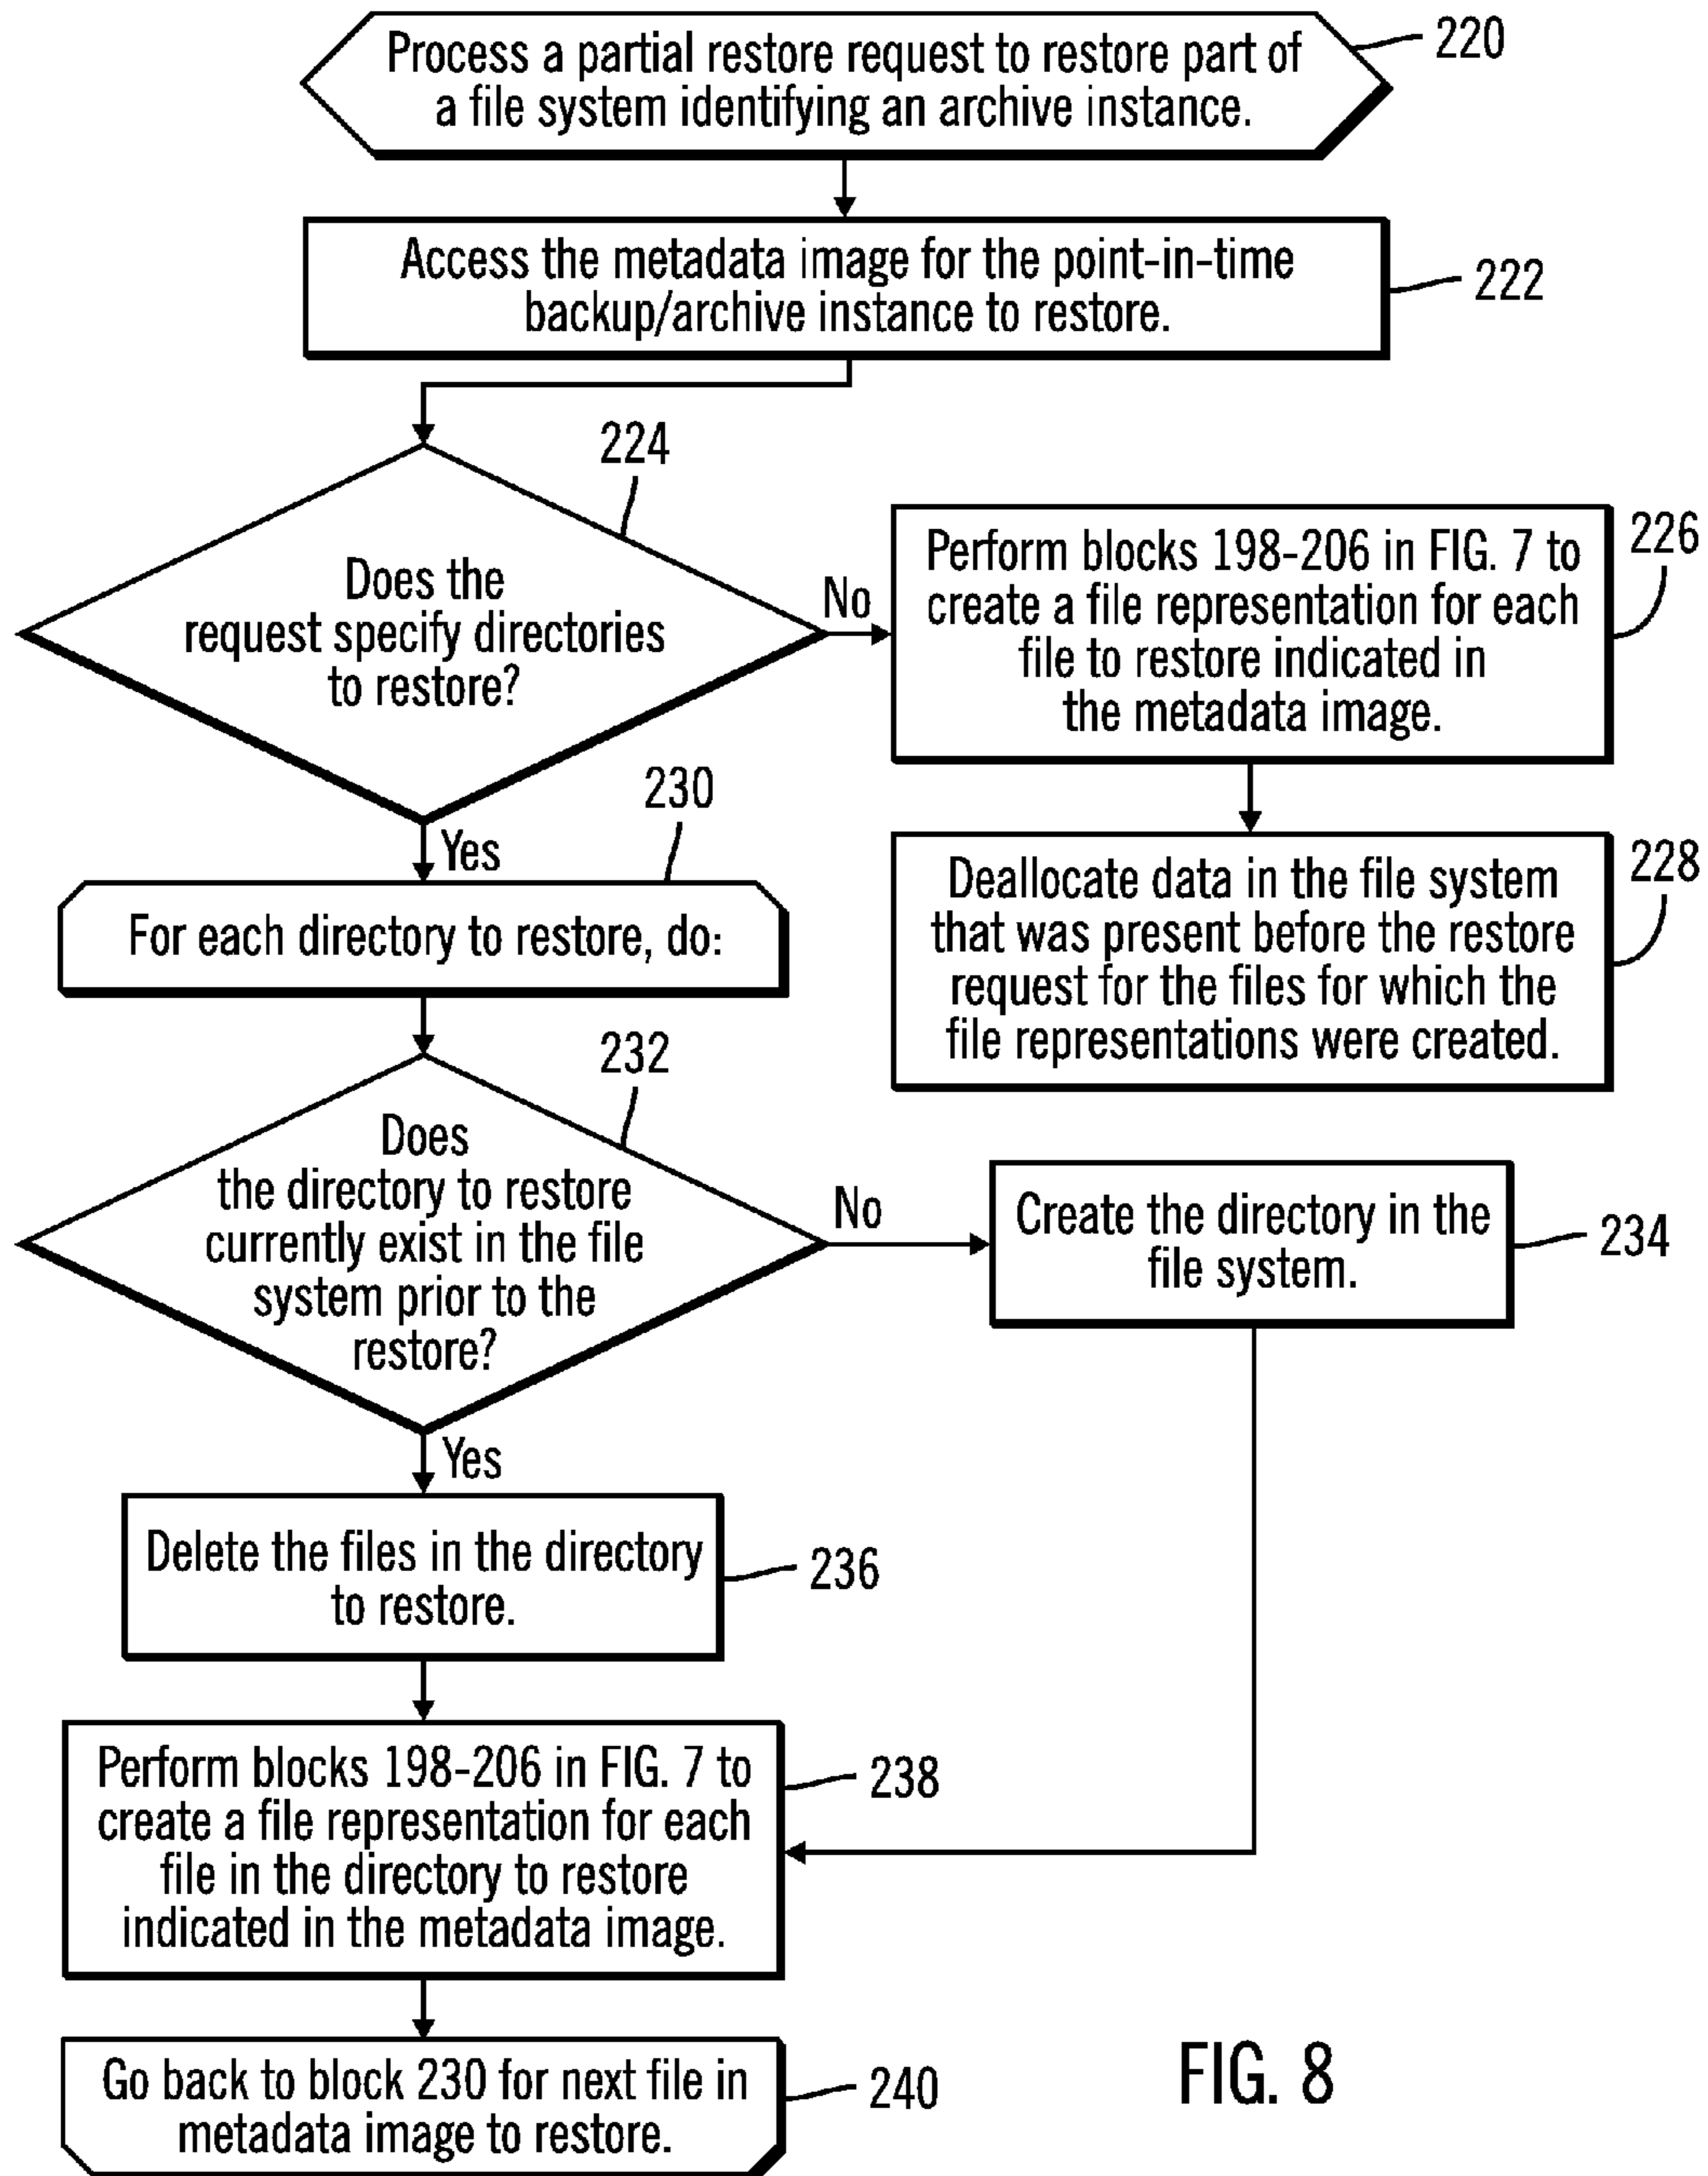 Process a partial restore request to restore part of
a file system identifying an archive instance.
220
Access the metadata image for the point-in-time
backup/archive instance to restore.
222
224
Does the
request specify directories
to restore?
No
Perform blocks 198-206 in FIG. 7 to
create a file representation for each
file to restore indicated in
the metadata image.
226
Yes
230
Deallocate data in the file system
that was present before the restore
request for the files for which the
file representations were created.
228
For each directory to restore, do:
232
Does
the directory to restore
currently exist in the file
system prior to the
restore?
No
Create the directory in the
file system.
234
Yes
Delete the files in the directory
to restore.
236
Perform blocks 198-206 in FIG. 7 to
create a file representation for each
file in the directory to restore
indicated in the metadata image.
238
Go back to block 230 for next file in
metadata image to restore.
240
FIG. 8